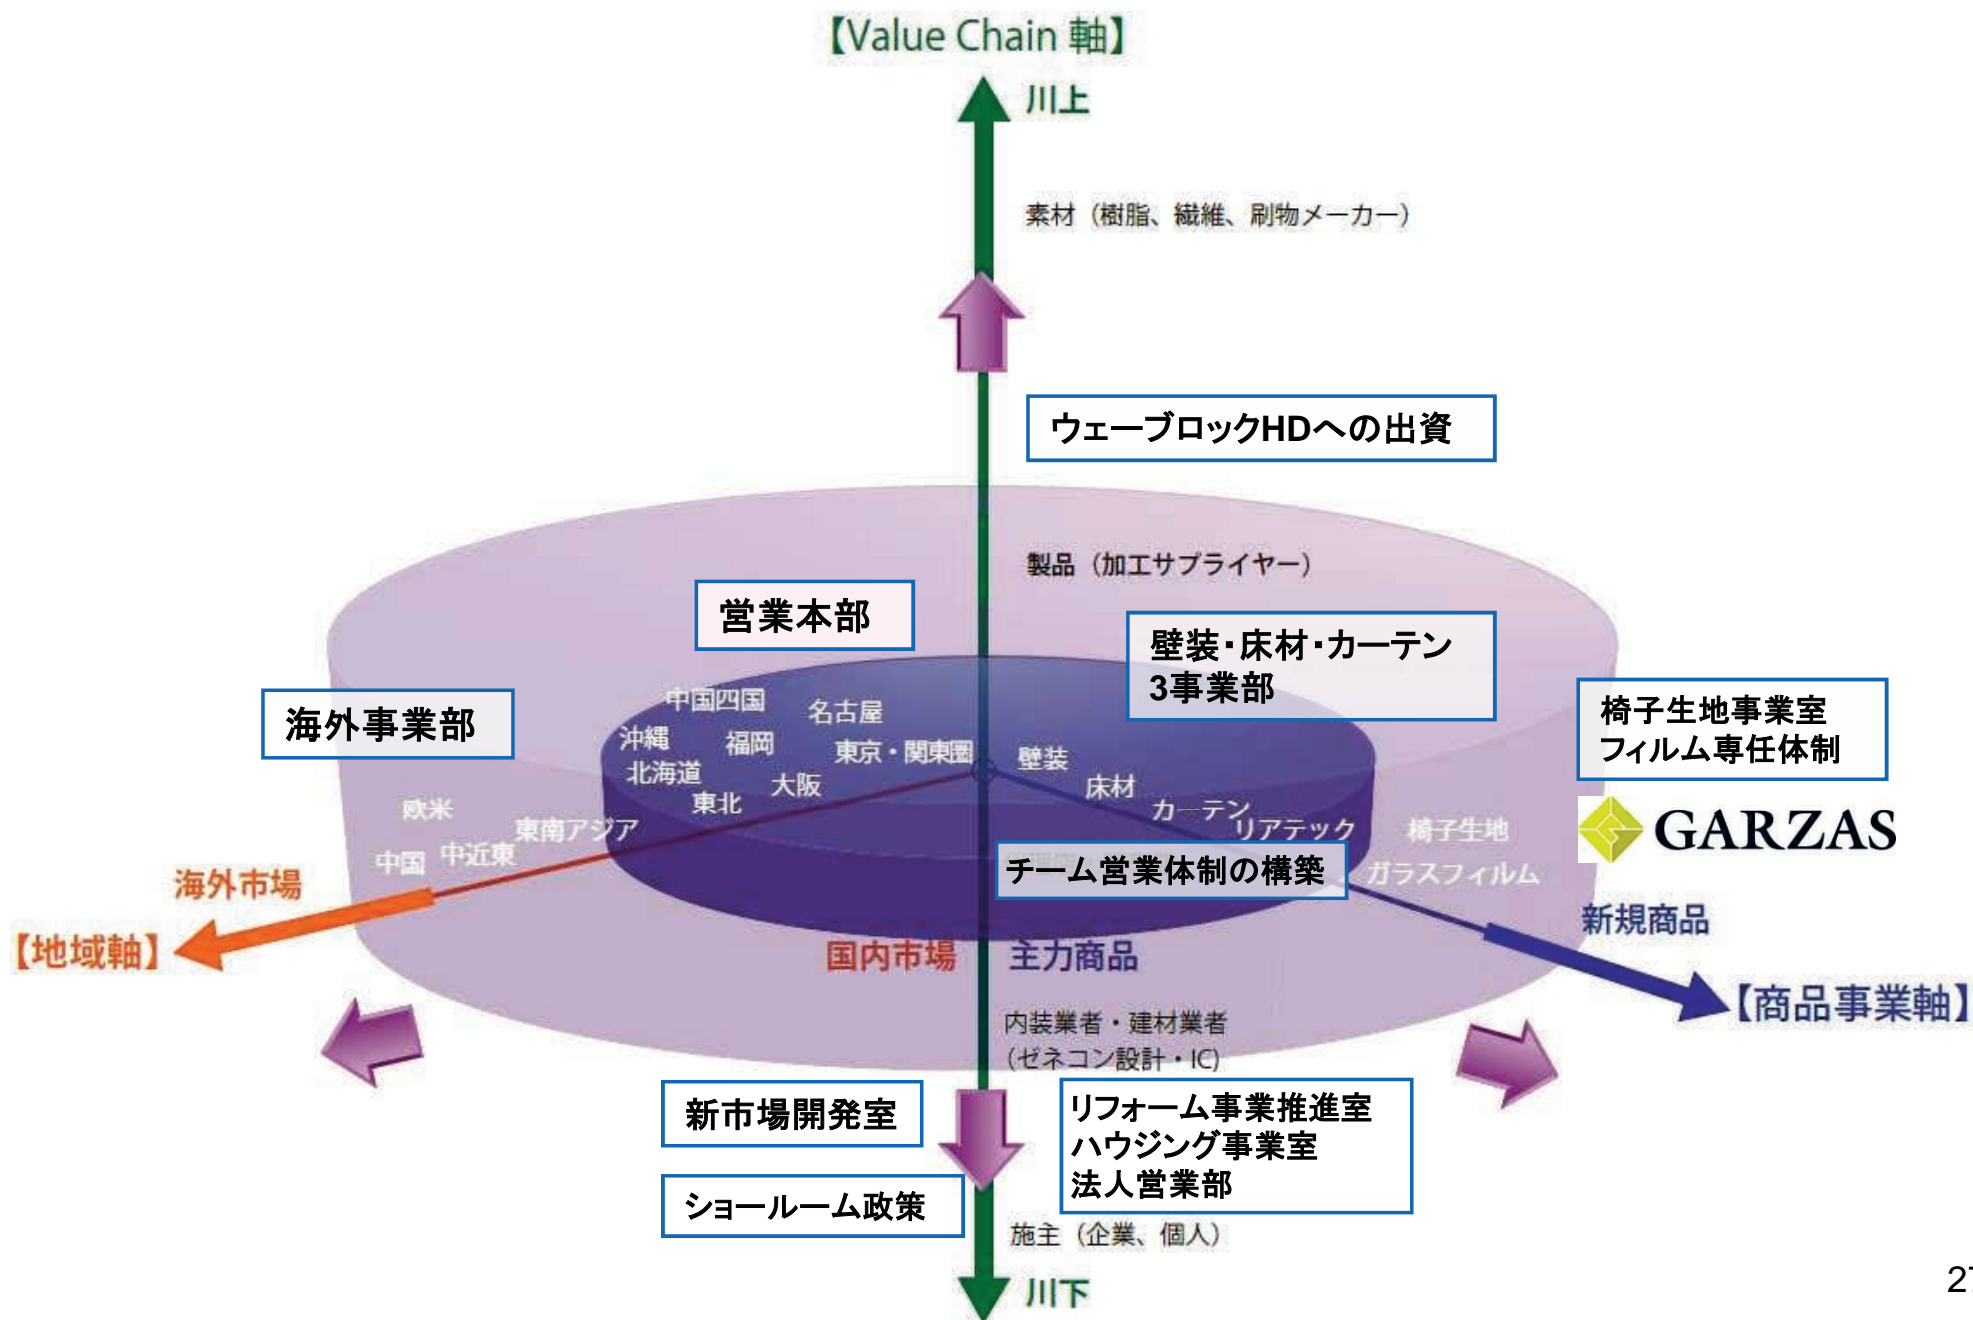 【Value Chain 軸】
川上
素材（樹脂、繊維、刷物メーカー）
ウェーブロックHDへの出資
製品（加工サプライヤー）
営業本部
壁装・床材・カーテン
3事業部
海外事業部
椅子生地事業室
フィルム専任体制
中国四国
名古屋
沖縄
福岡
東京・関東圏
北海道
大阪
東北
壁装
床材
カーテン
リアテック
椅子生地
ガラスフィルム
GARZAS
欧米
東南アジア
中国
中近東
チーム営業体制の構築
海外市場
【地域軸】
国内市場
主力商品
新規商品
【商品事業軸】
内装業者・建材業者
(ゼネコン設計・IC)
新市場開発室
リフォーム事業推進室
ハウジング事業室
法人営業部
ショールーム政策
施主（企業、個人）
川下